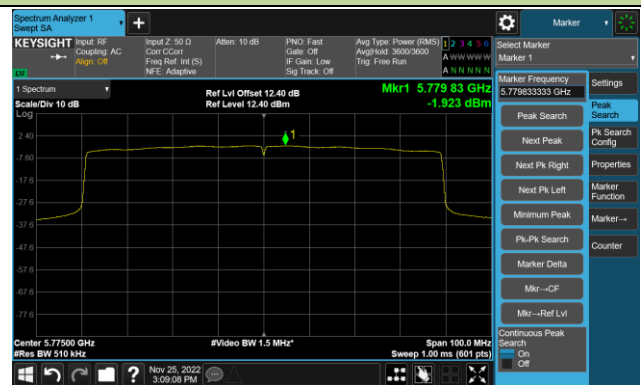 Spectrum Analyzer 1
Swept SA
+
Marker
KEYSIGHT
Input: RF
Coupling: AC
Align: Off
Input Z: 50 Ω
Corr CCorr
Freq Ref: Int (S)
NFE: Adaptive
Atten: 10 dB
PNO: Fast
Gate: Off
IF Gain: Low
Sig Track: Off
Avg Type: Power (RMS)
Avg|Hold: 3600/3600
Trig: Free Run
1 2 3 4 5 6
A W W W W W
A N N N N N
Select Marker
Marker 1
1 Spectrum
Scale/Div 10 dB
Ref Lvl Offset 12.40 dB
Ref Level 12.40 dBm
Mkr1 5.779 83 GHz
-1.923 dBm
Log
2.40
-7.60
-17.6
-27.6
-37.6
-47.6
-57.6
-67.6
-77.6
1
Center 5.77500 GHz
#Res BW 510 kHz
#Video BW 1.5 MHz*
Span 100.0 MHz
Sweep 1.00 ms (601 pts)
Marker Frequency
5.779833333 GHz
Peak Search
Next Peak
Next Pk Right
Next Pk Left
Minimum Peak
Pk-Pk Search
Marker Delta
Mkr→CF
Mkr→Ref Lvl
Continuous Peak
Search
On
Off
Settings
Peak
Search
Pk Search
Config
Properties
Marker
Function
Marker→
Counter
?
Nov 25, 2022
3:09:08 PM